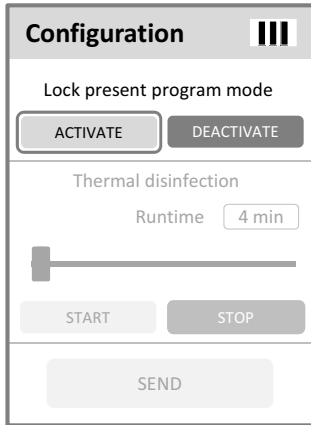 Configuration
Lock present program mode
ACTIVATE DEACTIVATE
Thermal disinfection
Runtime 4 min
START STOP
SEND